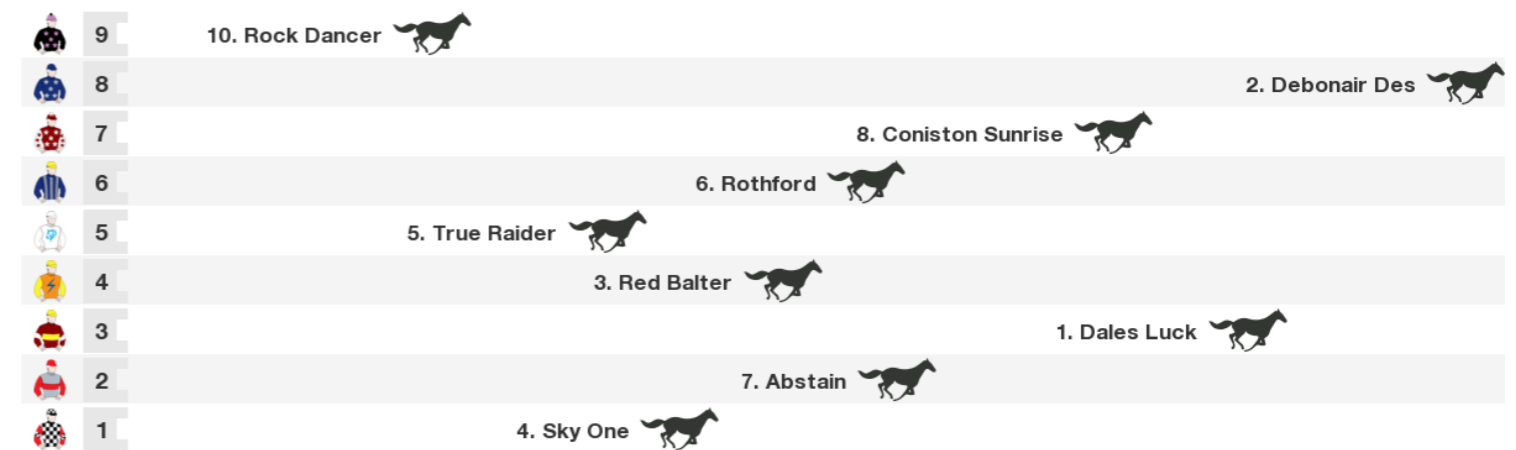 9 10. Rock Dancer
8 2. Debonair Des
7 8. Coniston Sunrise
6 6. Rothford
5 5. True Raider
4 3. Red Balter
3 1. Dales Luck
2 7. Abstain
1 4. Sky One